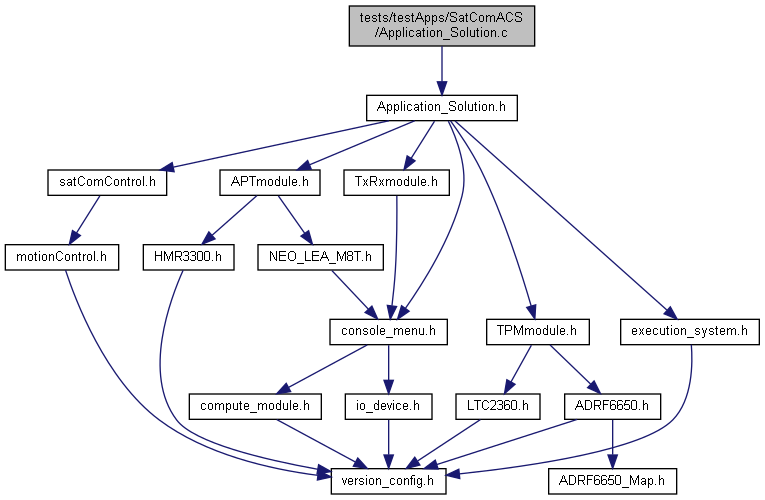 tests/testApps/SatComACS
/Application_Solution.c
Application_Solution.h
satComControl.h
APTmodule.h
TxRxmodule.h
motionControl.h
HMR3300.h
NEO_LEA_M8T.h
console_menu.h
TPMmodule.h
execution_system.h
compute_module.h
io_device.h
LTC2360.h
ADRF6650.h
version_config.h
ADRF6650_Map.h